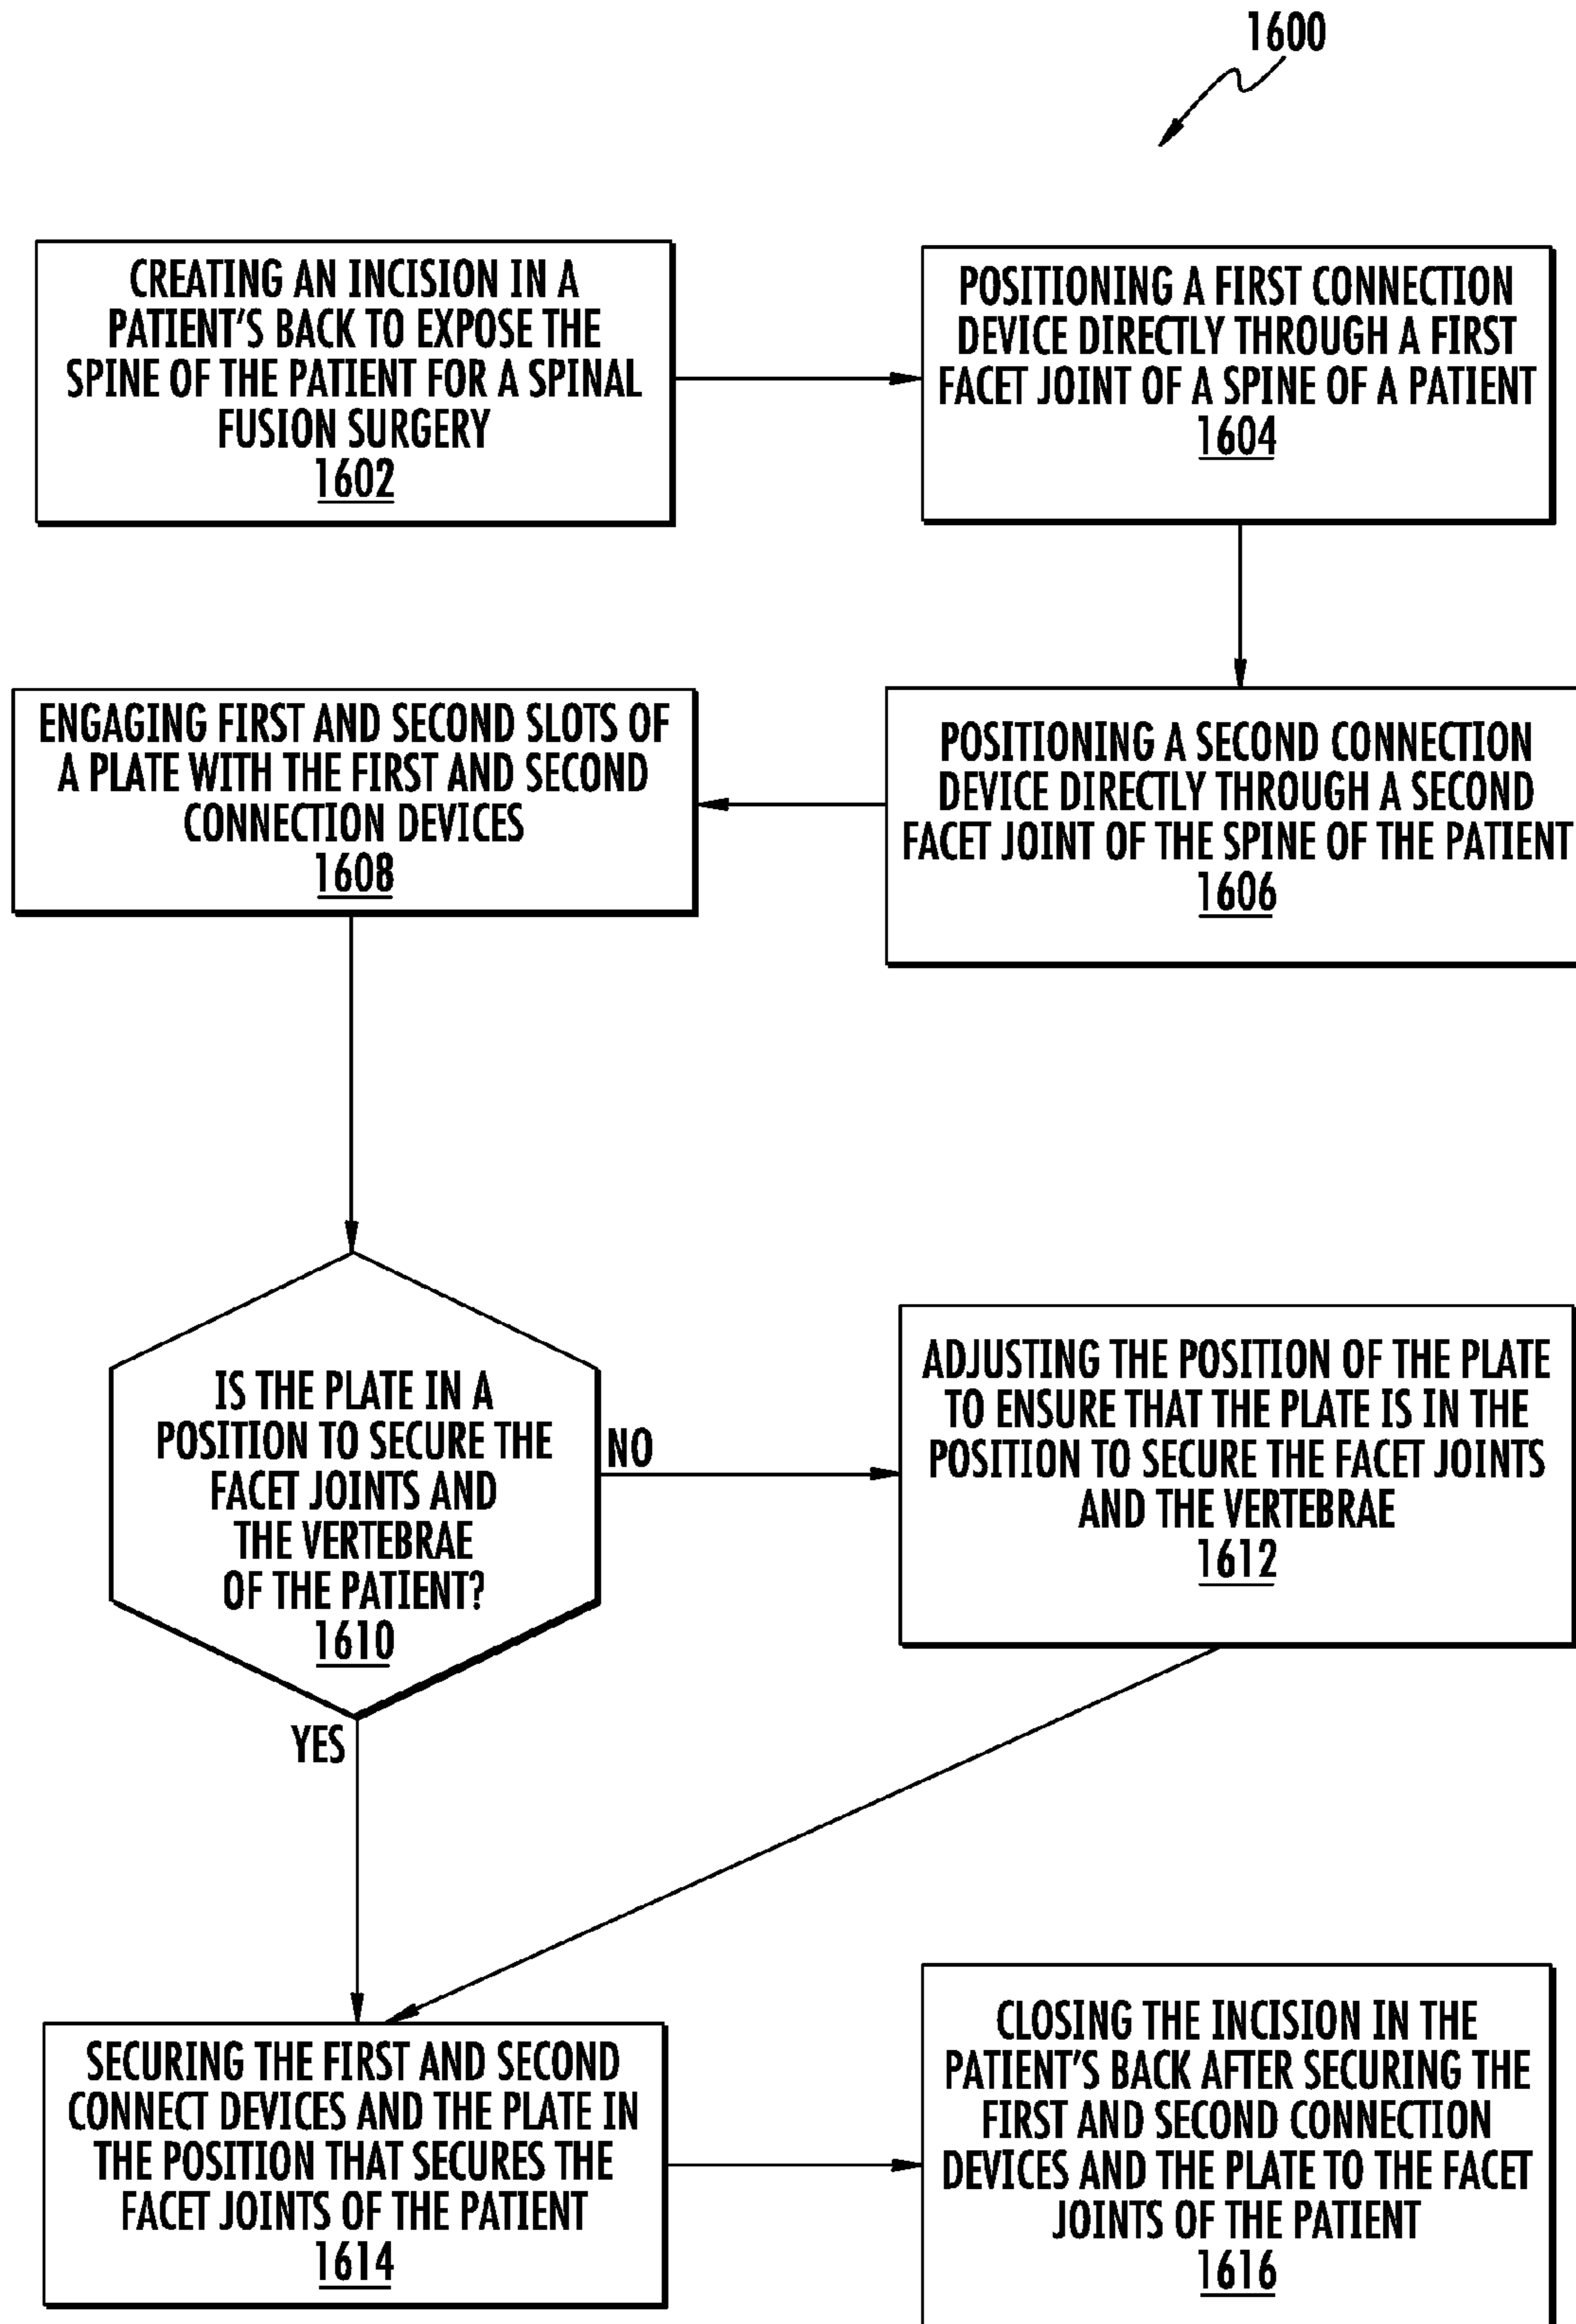 1600
CREATING AN INCISION IN A
PATIENT'S BACK TO EXPOSE THE
SPINE OF THE PATIENT FOR A SPINAL
FUSION SURGERY
1602
POSITIONING A FIRST CONNECTION
DEVICE DIRECTLY THROUGH A FIRST
FACET JOINT OF A SPINE OF A PATIENT
1604
POSITIONING A SECOND CONNECTION
DEVICE DIRECTLY THROUGH A SECOND
FACET JOINT OF THE SPINE OF THE PATIENT
1606
ENGAGING FIRST AND SECOND SLOTS OF
A PLATE WITH THE FIRST AND SECOND
CONNECTION DEVICES
1608
IS THE PLATE IN A
POSITION TO SECURE THE
FACET JOINTS AND
THE VERTEBRAE
OF THE PATIENT?
1610
NO
ADJUSTING THE POSITION OF THE PLATE
TO ENSURE THAT THE PLATE IS IN THE
POSITION TO SECURE THE FACET JOINTS
AND THE VERTEBRAE
1612
YES
SECURING THE FIRST AND SECOND
CONNECT DEVICES AND THE PLATE IN
THE POSITION THAT SECURES THE
FACET JOINTS OF THE PATIENT
1614
CLOSING THE INCISION IN THE
PATIENT'S BACK AFTER SECURING THE
FIRST AND SECOND CONNECTION
DEVICES AND THE PLATE TO THE FACET
JOINTS OF THE PATIENT
1616